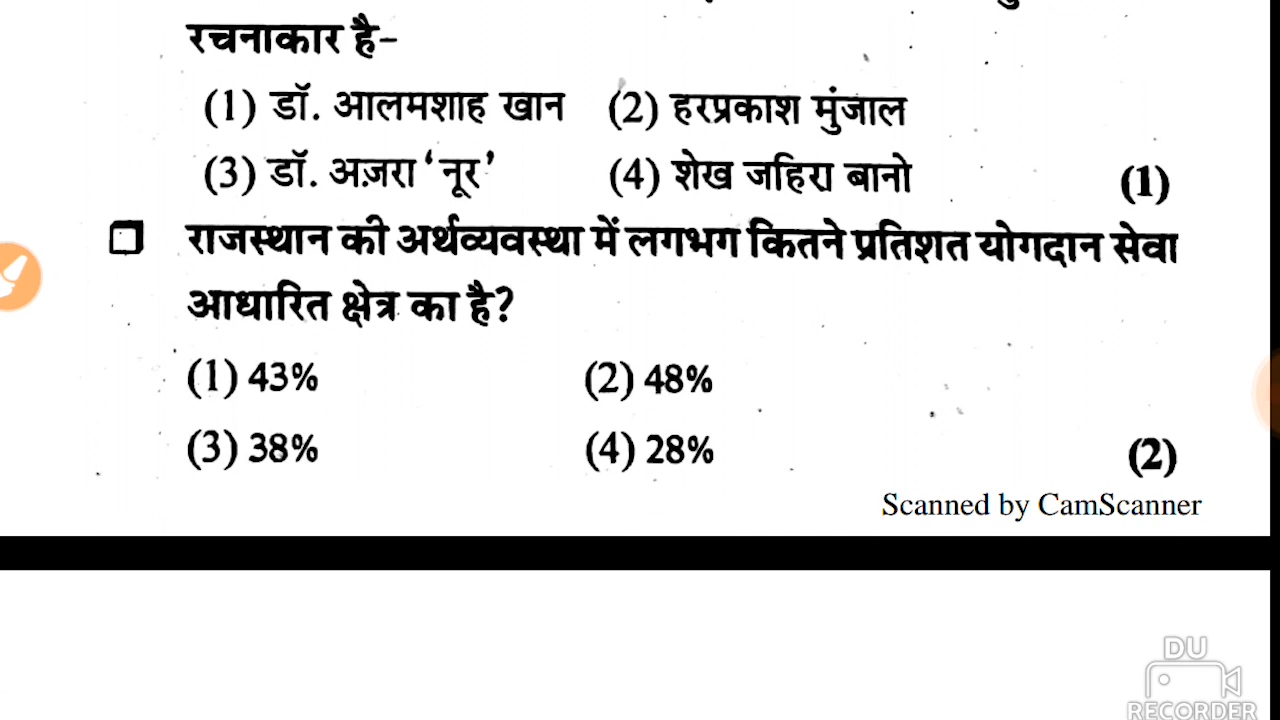 रचनाकार है–
(1) डॉ. आलमशाह खान (2) हरप्रकाश मुंजाल
(3) डॉ. अज़रा ‘नूर’ (4) शेख जहिरा बानो (1)
राजस्थान की अर्थव्यवस्था में लगभग कितने प्रतिशत योगदान सेवा
आधारित क्षेत्र का है?
(1) 43% (2) 48%
(3) 38% (4) 28% (2)
Scanned by CamScanner
DU
RECORDER